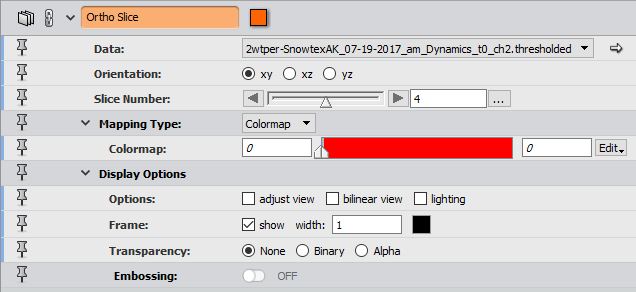 Ortho Slice
Data: 2wtper-SnowtexAK_07-19-2017_am_Dynamics_t0_ch2.thresholded
Orientation: xy xz yz
Slice Number: 4 ...
Mapping Type: Colormap
Colormap: 0 0 Edit
Display Options
Options: adjust view bilinear view lighting
Frame: show width: 1
Transparency: None Binary Alpha
Embossing: OFF